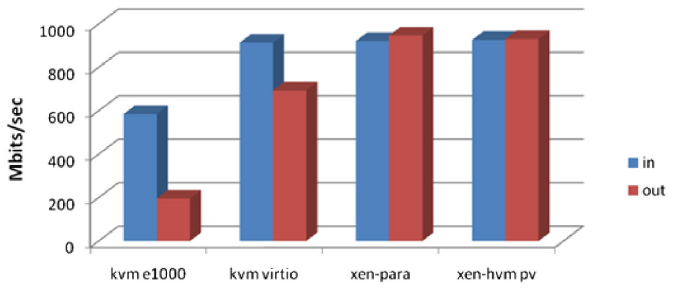 1000
800
600
400
200
0
Mbits/sec
kvm e1000
kvm virtio
xen-para
xen-hvm pv
in
out